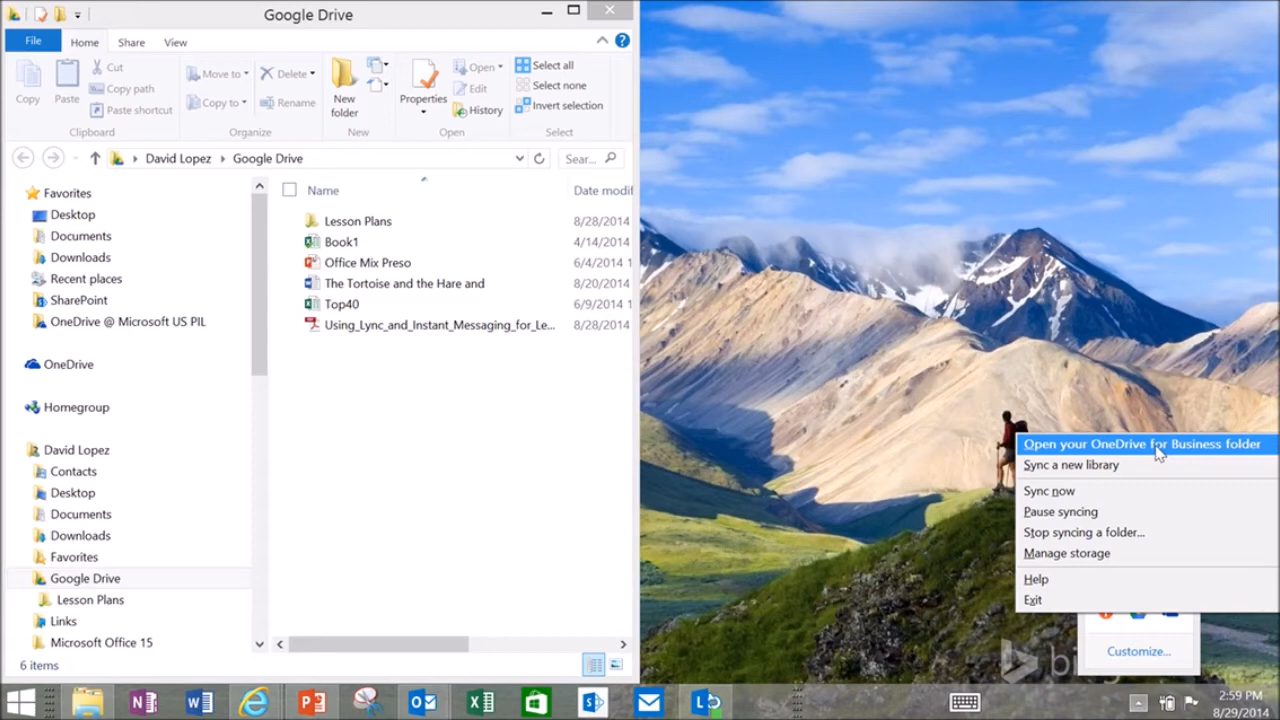 Google Drive
File Home Share View
Copy
Paste
Cut
Copy path
Paste shortcut
Clipboard
Move to
Copy to
Delete
Rename
Organize
New folder
New
Properties
Open
Edit
History
Open
Select all
Select none
Invert selection
Select
David Lopez Google Drive
Sear...
Favorites
Desktop
Documents
Downloads
Recent places
SharePoint
OneDrive @ Microsoft US PIL
OneDrive
Homegroup
David Lopez
Contacts
Desktop
Documents
Downloads
Favorites
Google Drive
Lesson Plans
Links
Microsoft Office 15
Name Date modif
Lesson Plans 8/28/2014
Book1 4/14/2014
Office Mix Preso 6/4/2014 1
The Tortoise and the Hare and 8/20/2014
Top40 6/9/2014 1
Using_Lync_and_Instant_Messaging_for_Le... 8/28/2014
6 items
Open your OneDrive for Business folder
Sync a new library
Sync now
Pause syncing
Stop syncing a folder...
Manage storage
Help
Exit
Customize...
2:59 PM
8/29/2014